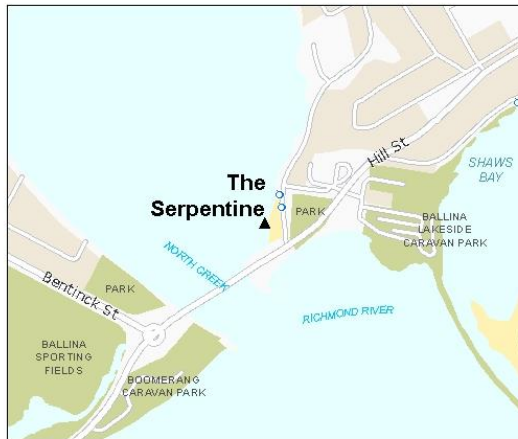 Hill St
SHAWS
BAY
The
Serpentine
PARK
BALLINA
LAKESIDE
CARAVAN PARK
NORTH CREEK
Bentinck St
PARK
RICHMOND RIVER
BALLINA
SPORTING
FIELDS
BOOMERANG
CARAVAN PARK